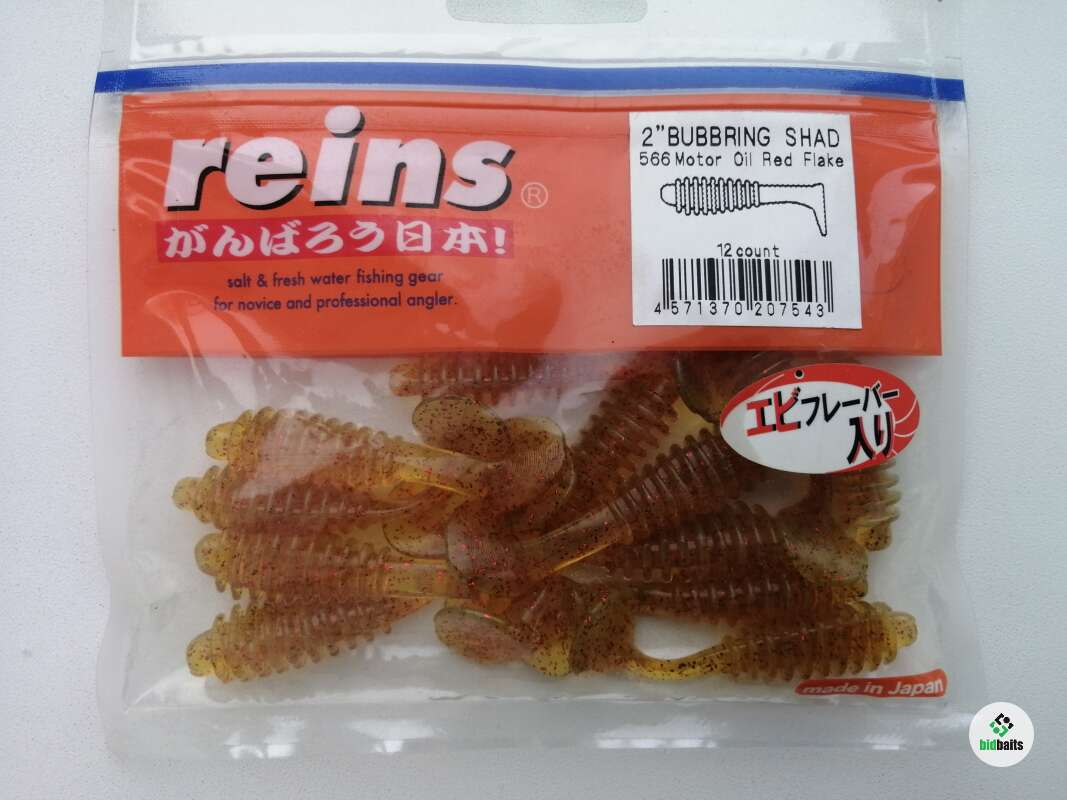 reins®
がんばろう日本!
salt & fresh water fishing gear
for novice and professional angler.
2”BUBBRING SHAD
566 Motor Oil Red Flake
12 count
4 571370 207543
エビフレーバー
入り
made in Japan
bidbaits